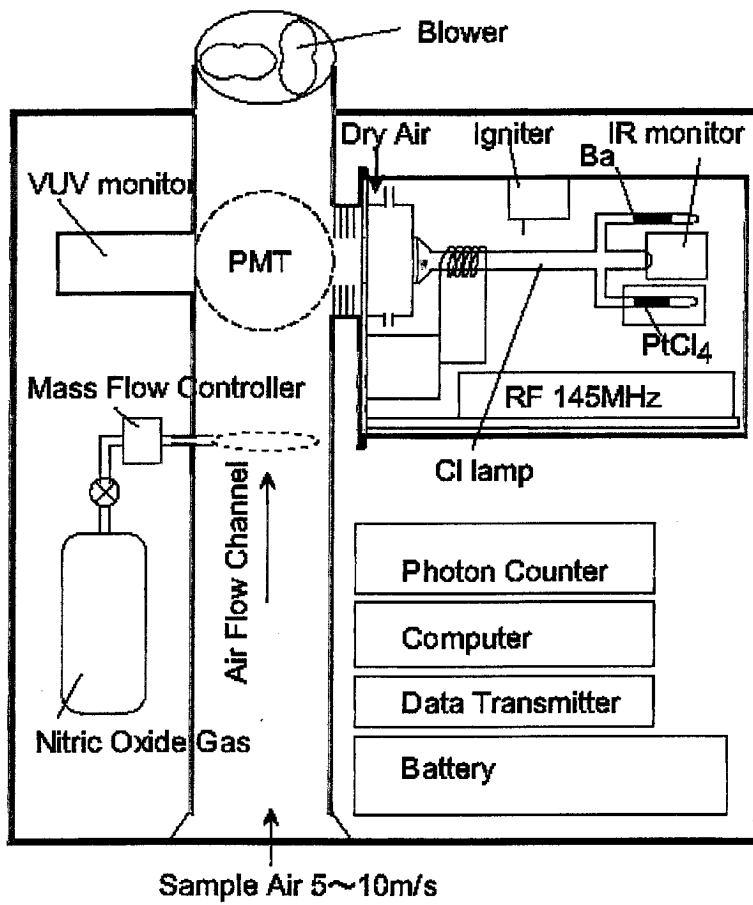 Blower
Dry Air
Igniter
IR monitor
Ba
VUV monitor
PMT
PtCl4
Mass Flow Controller
RF 145MHz
Cl lamp
Air Flow Channel
Photon Counter
Computer
Data Transmitter
Nitric Oxide Gas
Battery
Sample Air 5～10m/s